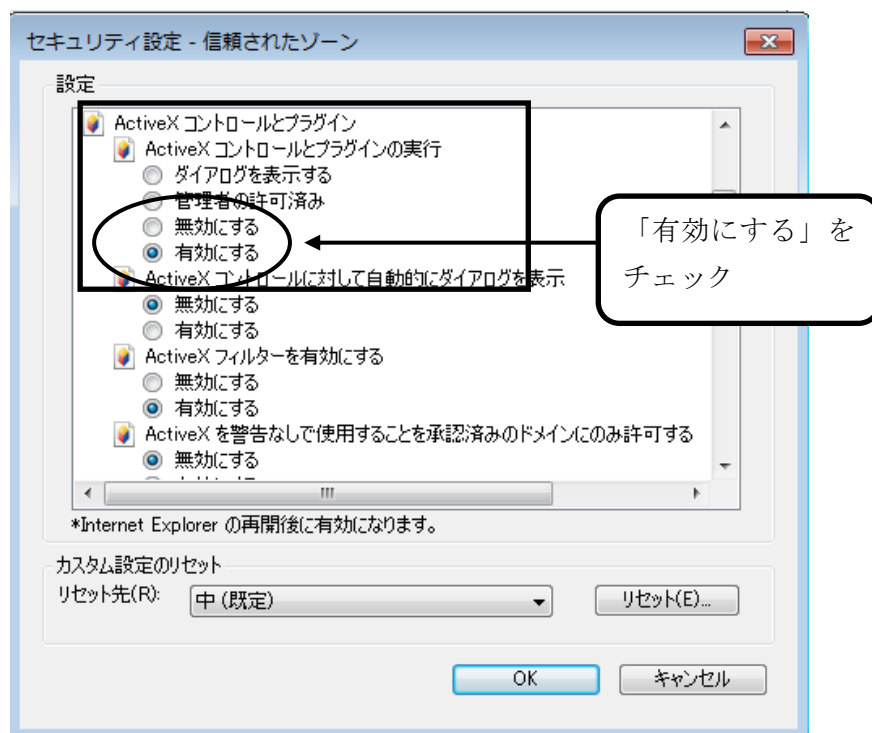 セキュリティ設定 - 信頼されたゾーン
設定
ActiveX コントロールとプラグイン
ActiveX コントロールとプラグインの実行
ダイアログを表示する
管理者の許可済み
無効にする
有効にする
「有効にする」を
チェック
ActiveX コントロールに対して自動的にダイアログを表示
無効にする
有効にする
ActiveX フィルターを有効にする
無効にする
有効にする
ActiveX を警告なしで使用することを承認済みのドメインにのみ許可する
無効にする
*Internet Explorer の再開後に有効になります。
カスタム設定のリセット
リセット先(R):
中 (既定)
リセット(E)...
OK
キャンセル